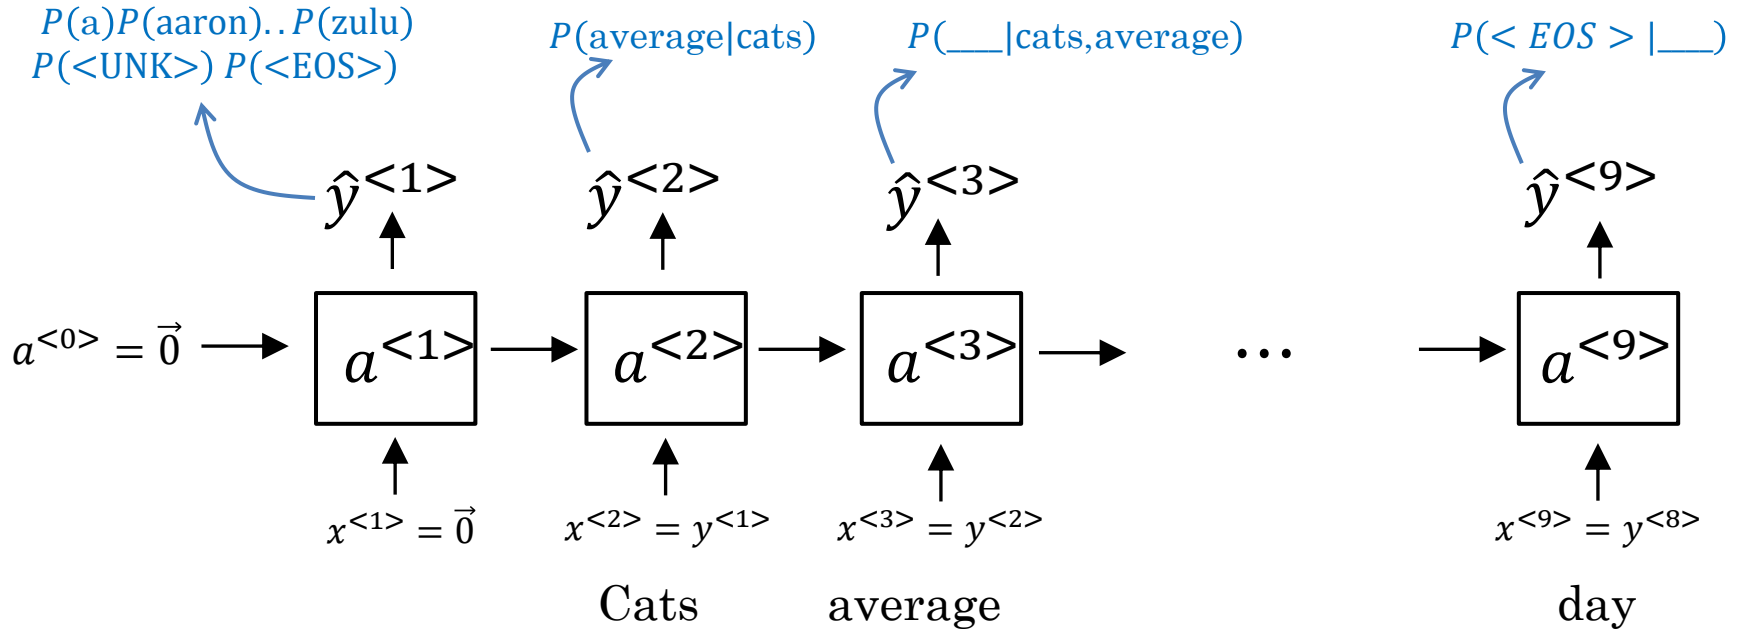 P(a)P(aaron)..P(zulu)
P(<UNK>) P(<EOS>)
P(average|cats)
P(___|cats,average)
P(< EOS > |___)
ŷ<1>
ŷ<2>
ŷ<3>
ŷ<9>
a<0> = 0⃗
a<1>
a<2>
a<3>
...
a<9>
x<1> = 0⃗
x<2> = y<1>
x<3> = y<2>
x<9> = y<8>
Cats
average
day